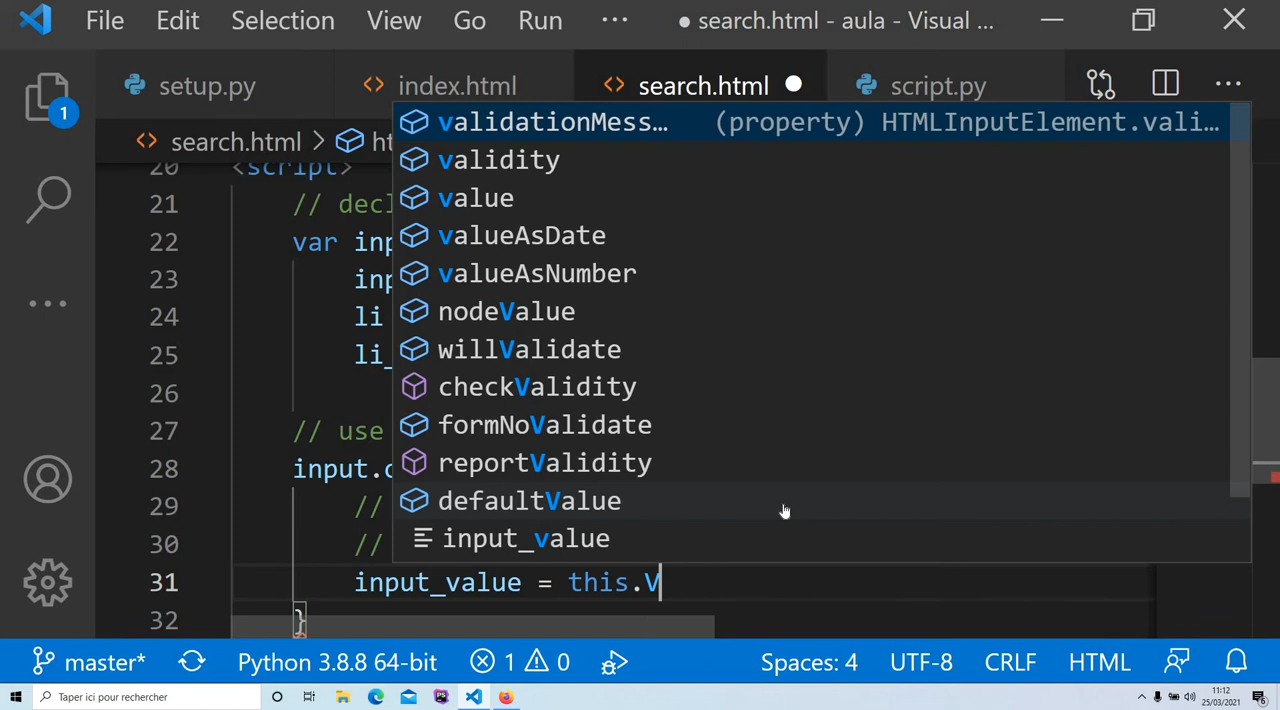 File Edit Selection View Go Run ··· ● search.html - aula - Visual ...
setup.py index.html search.html script.py ...
search.html > ht
validationMess… (property) HTMLInputElement.vali…
validity
value
valueAsDate
valueAsNumber
nodeValue
willValidate
checkValidity
formNoValidate
reportValidity
defaultValue
input_value
20 <script>
21 // decl
22 var inp
23 inp
24 li
25 li_
26
27 // use
28 input.o
29 //
30 //
31 input_value = this.V
32 }
1
master* Python 3.8.8 64-bit 1 0 Spaces: 4 UTF-8 CRLF HTML
Taper ici pour rechercher 11:12
25/03/2021
6